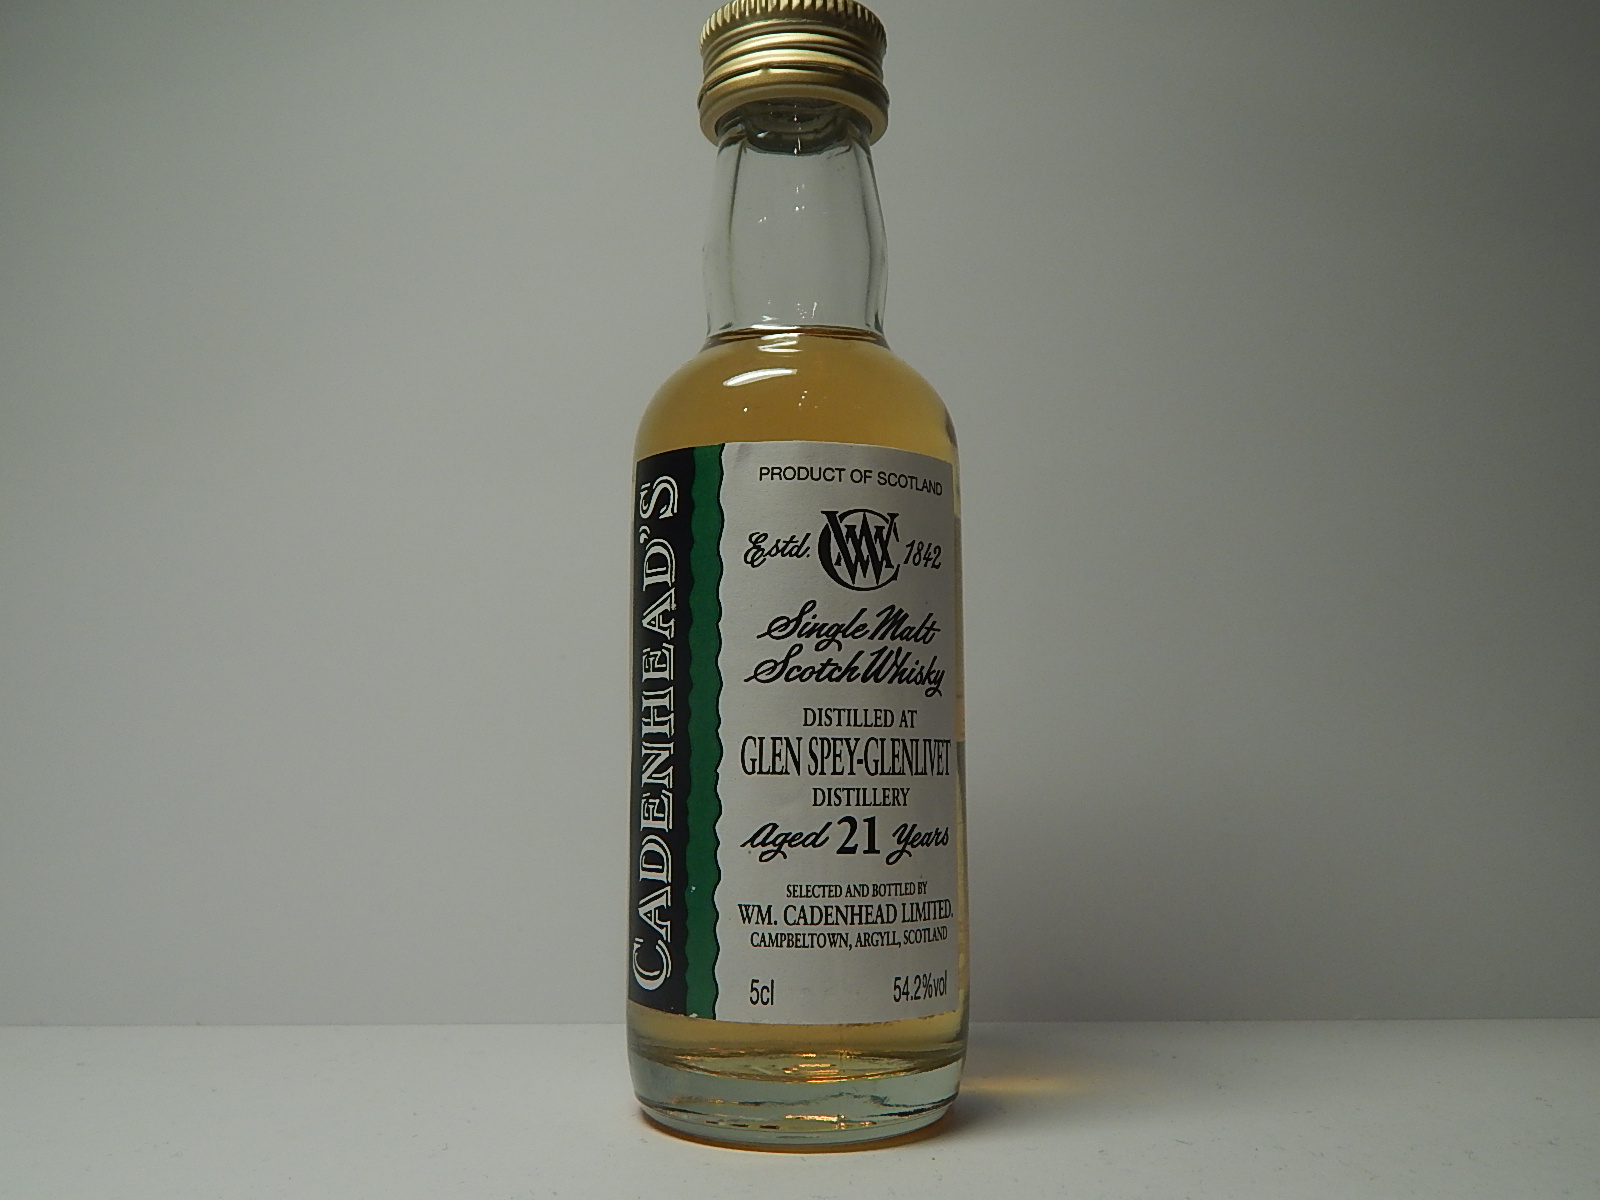 CADENHEAD'S
PRODUCT OF SCOTLAND
Estd. WC 1842
Single Malt
Scotch Whisky
DISTILLED AT
GLEN SPEY-GLENLIVET
DISTILLERY
Aged 21 Years
SELECTED AND BOTTLED BY
WM. CADENHEAD LIMITED.
CAMPBELTOWN, ARGYLL, SCOTLAND
5cl 54.2%vol